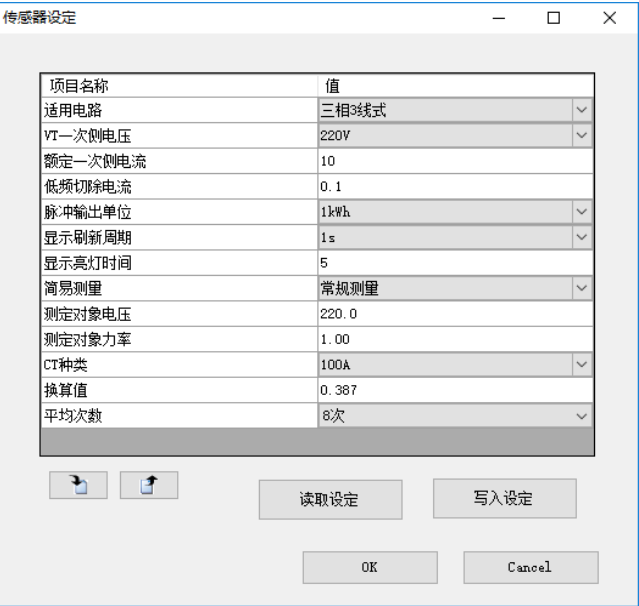 传感器设定
项目名称 值
适用电路 三相3线式
VT一次侧电压 220V
额定一次侧电流 10
低频切除电流 0.1
脉冲输出单位 1kWh
显示刷新周期 1s
显示亮灯时间 5
简易测量 常规测量
测定对象电压 220.0
测定对象力率 1.00
CT种类 100A
换算值 0.387
平均次数 8次
读取设定 写入设定
OK Cancel